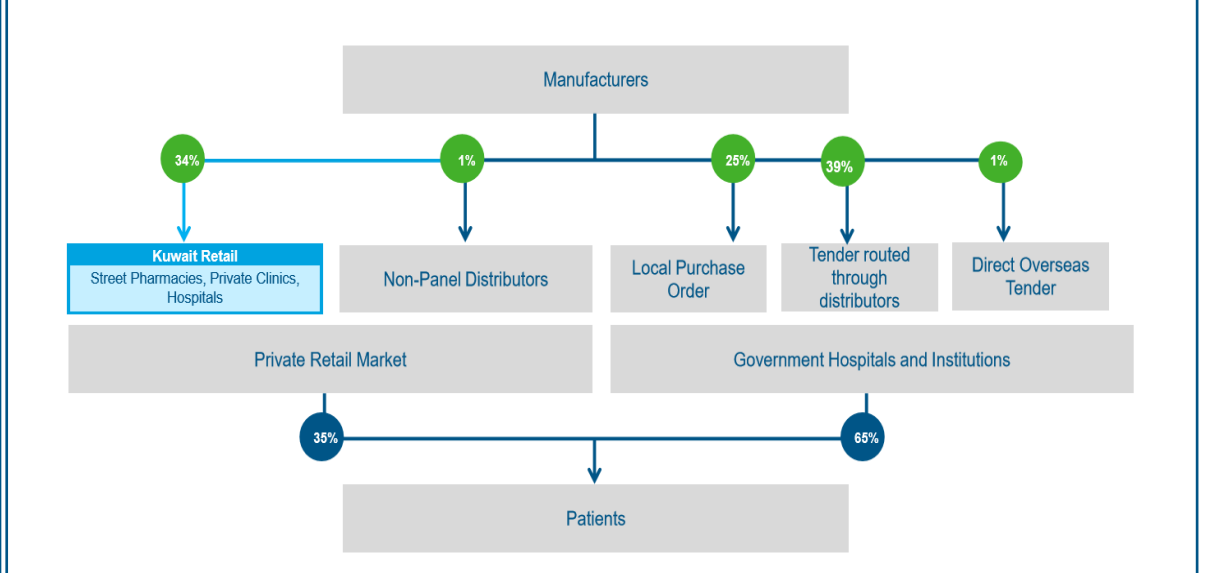 Manufacturers
34%
1%
25%
39%
1%
Kuwait Retail
Street Pharmacies, Private Clinics,
Hospitals
Non-Panel Distributors
Local Purchase
Order
Tender routed
through
distributors
Direct Overseas
Tender
Private Retail Market
Government Hospitals and Institutions
35%
65%
Patients